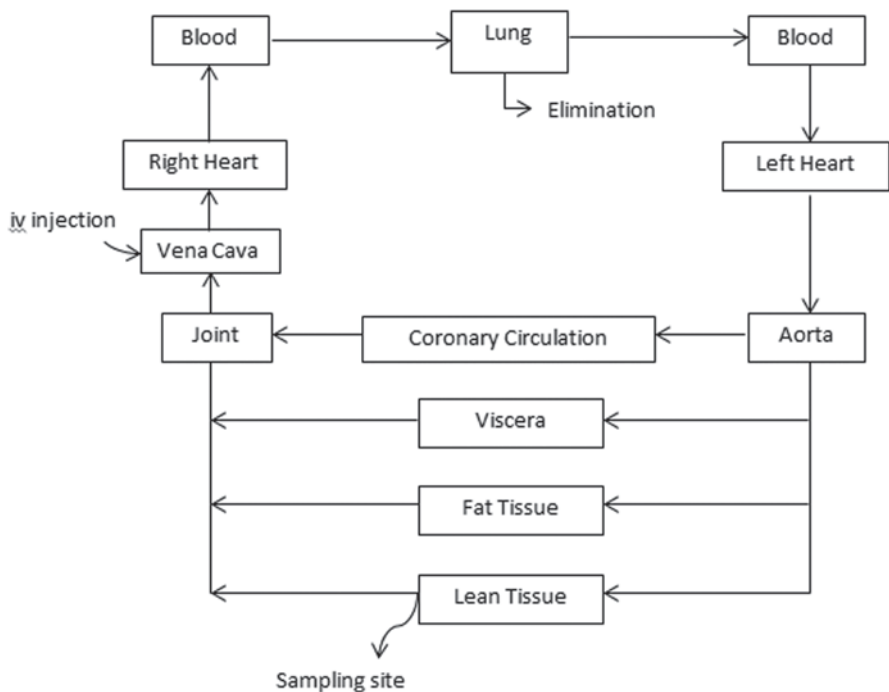 Blood
Lung
Blood
Elimination
Right Heart
Left Heart
iv injection
Vena Cava
Joint
Coronary Circulation
Aorta
Viscera
Fat Tissue
Lean Tissue
Sampling site